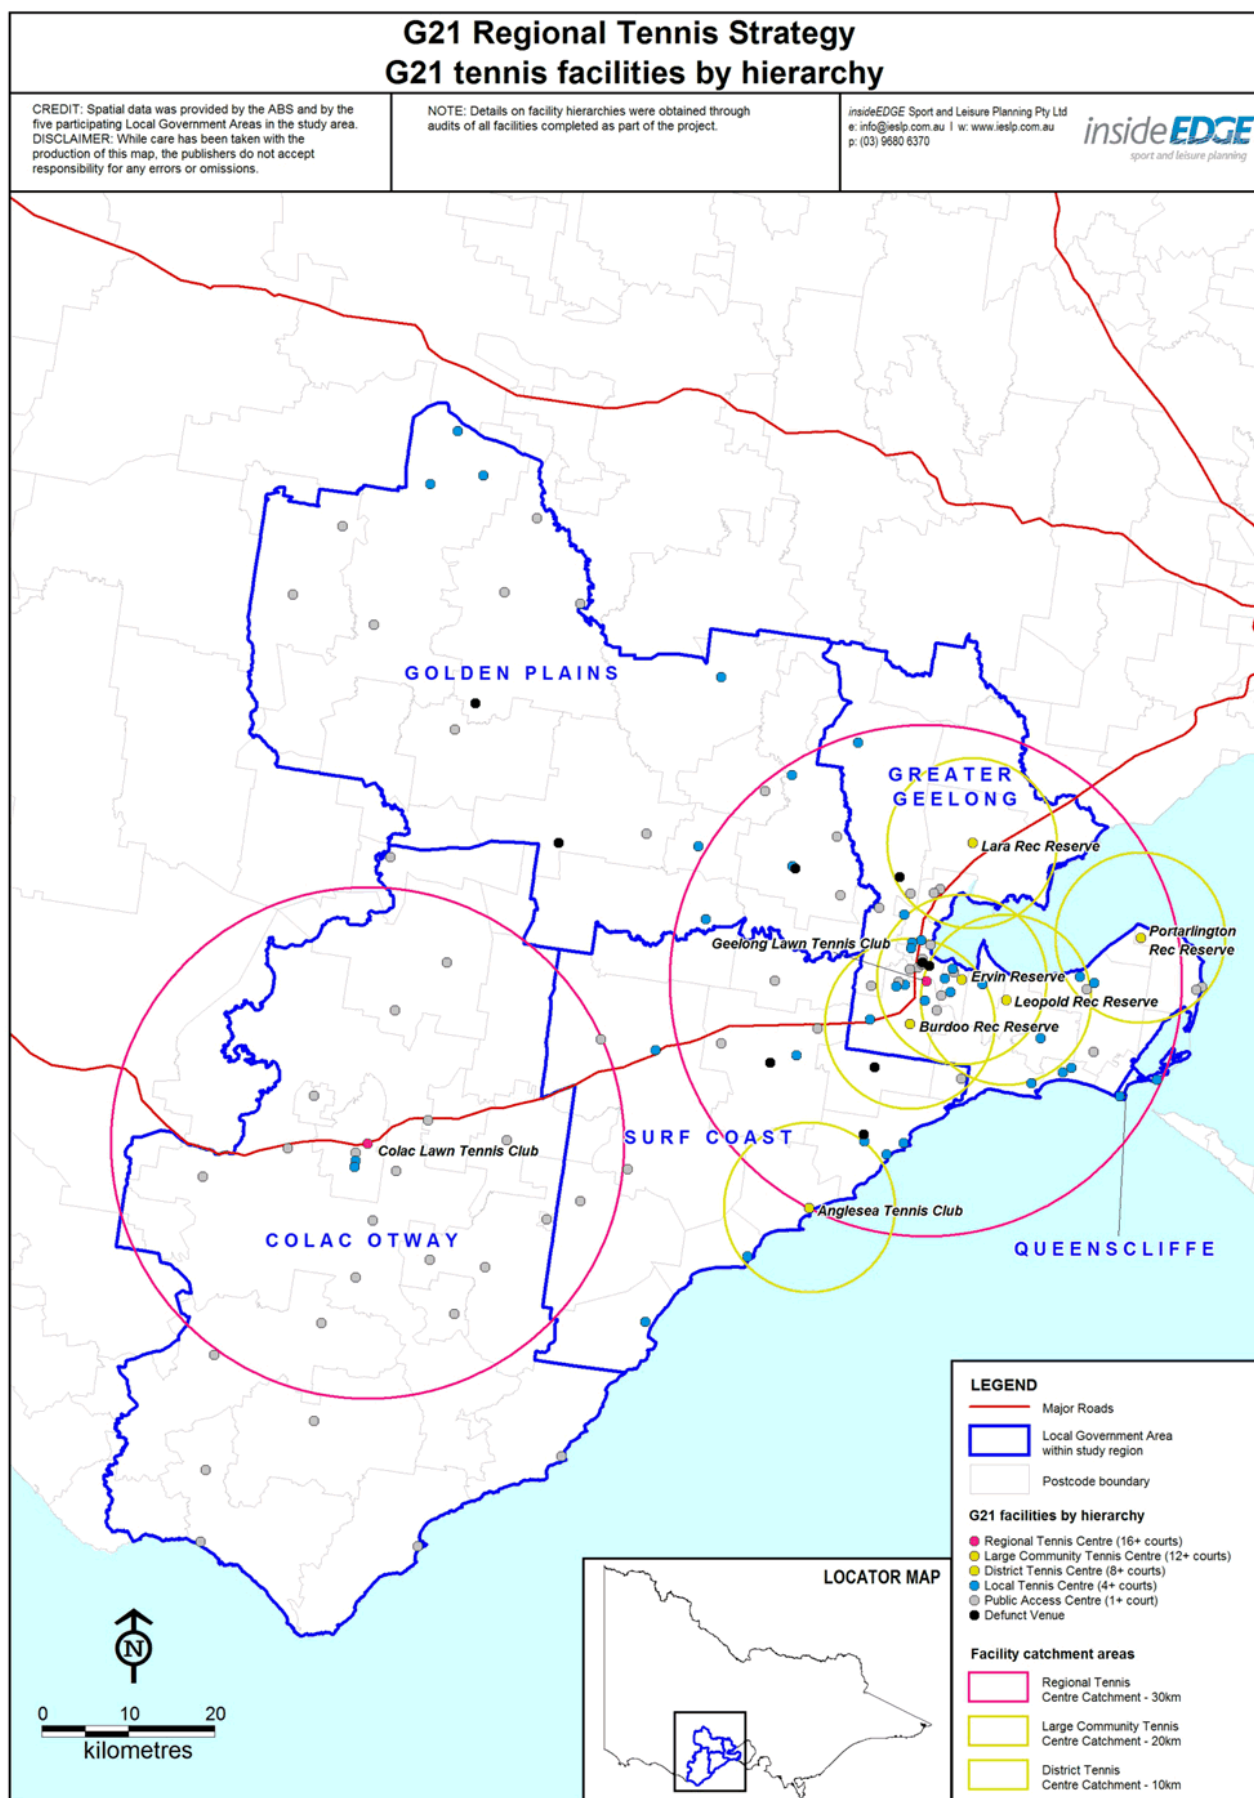 G21 Regional Tennis Strategy
G21 tennis facilities by hierarchy
CREDIT: Spatial data was provided by the ABS and by the
five participating Local Government Areas in the study area.
DISCLAIMER: While care has been taken with the
production of this map, the publishers do not accept
responsibility for any errors or omissions.
NOTE: Details on facility hierarchies were obtained through
audits of all facilities completed as part of the project.
insideEDGE Sport and Leisure Planning Pty Ltd
e: info@ieslp.com.au | w: www.ieslp.com.au
p: (03) 9680 6370
insideEDGE
sport and leisure planning
GOLDEN PLAINS
GREATER
GEELONG
Lara Rec Reserve
Portarlington
Rec Reserve
Geelong Lawn Tennis Club
Ervin Reserve
Leopold Rec Reserve
Burdoo Rec Reserve
SURF COAST
Colac Lawn Tennis Club
Anglesea Tennis Club
COLAC OTWAY
QUEENSCLIFFE
LEGEND
Major Roads
Local Government Area
within study region
Postcode boundary
G21 facilities by hierarchy
Regional Tennis Centre (16+ courts)
Large Community Tennis Centre (12+ courts)
District Tennis Centre (8+ courts)
Local Tennis Centre (4+ courts)
Public Access Centre (1+ court)
Defunct Venue
Facility catchment areas
Regional Tennis
Centre Catchment - 30km
Large Community Tennis
Centre Catchment - 20km
District Tennis
Centre Catchment - 10km
LOCATOR MAP
N
0 10 20
kilometres